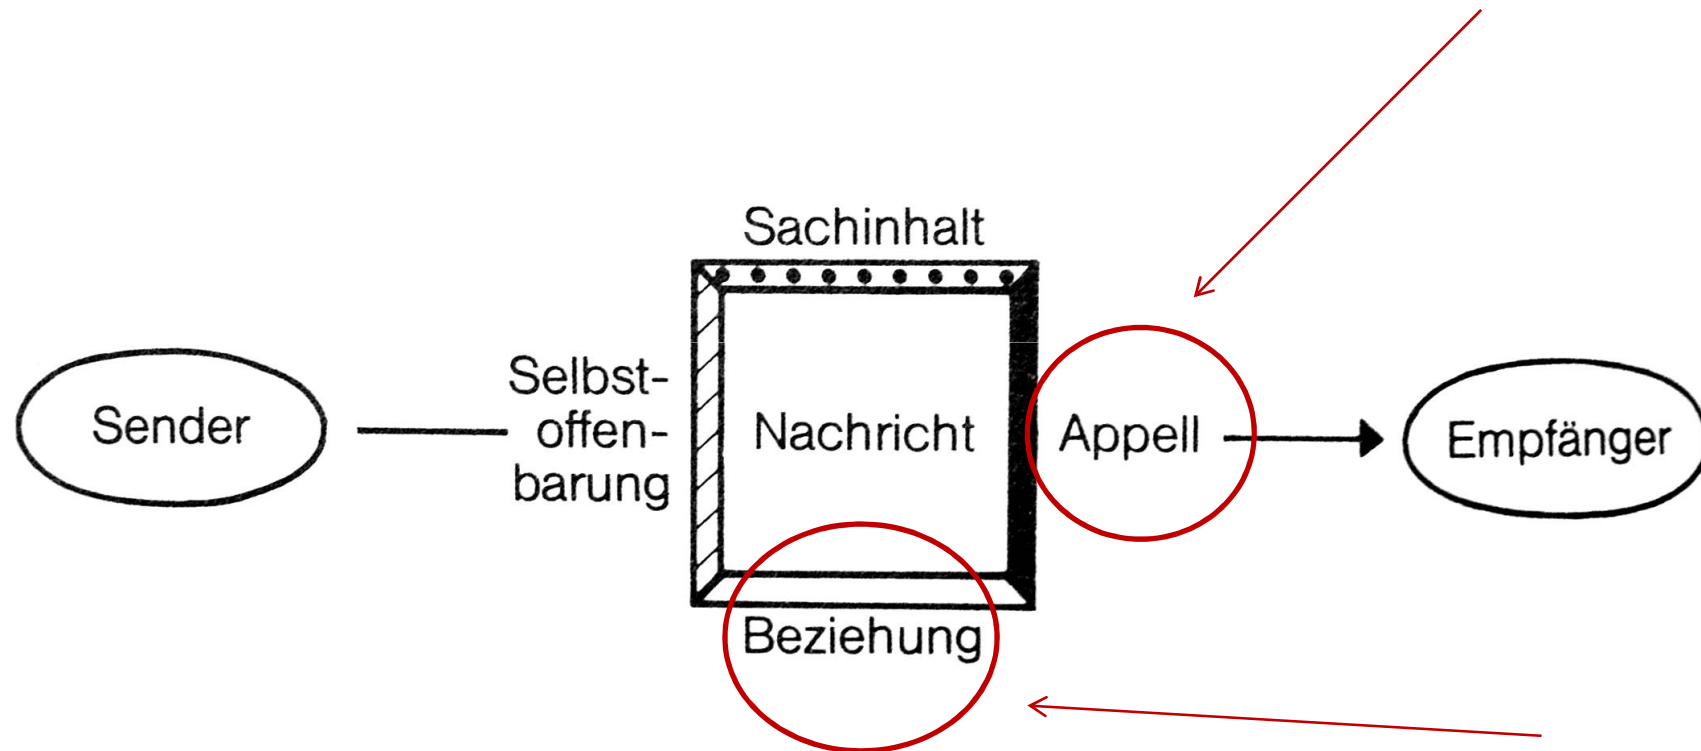 Sachinhalt
Sender
Selbst-
offen-
barung
Nachricht
Appell
Empfänger
Beziehung